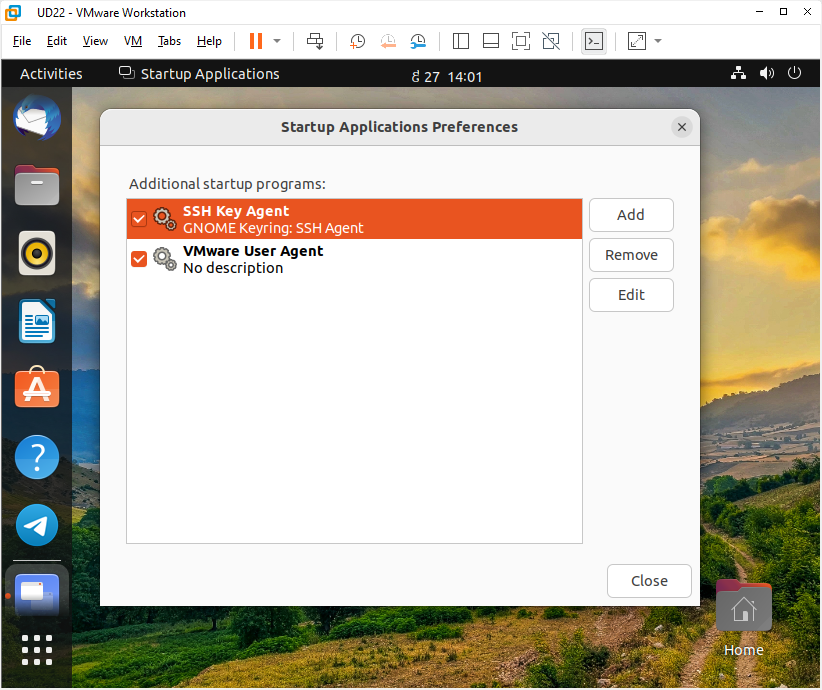 UD22 - VMware Workstation
File Edit View VM Tabs Help
Activities Startup Applications 27 14:01
Startup Applications Preferences
Additional startup programs:
SSH Key Agent
GNOME Keyring: SSH Agent
VMware User Agent
No description
Add
Remove
Edit
Close
Home